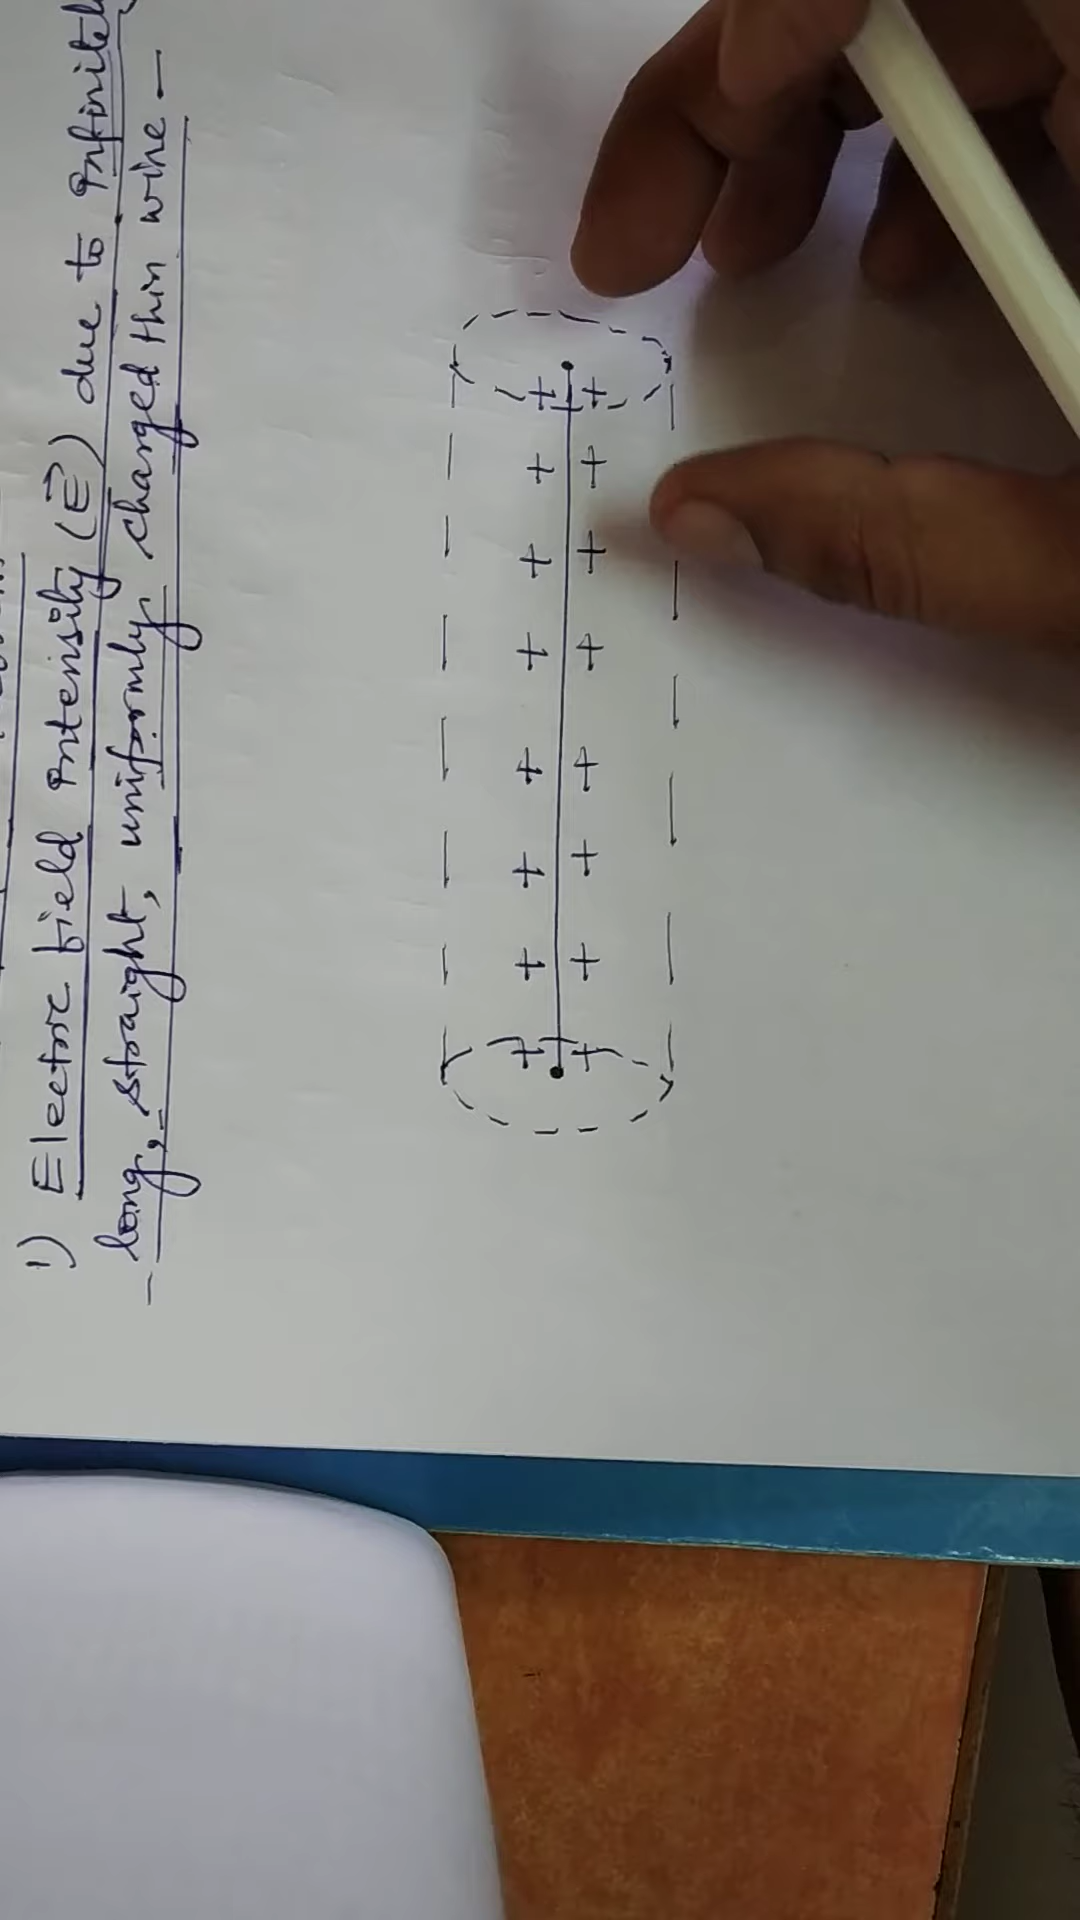 1) Electric field intensity (E⃗) due to infinitely
long, straight, uniformly charged thin wire –